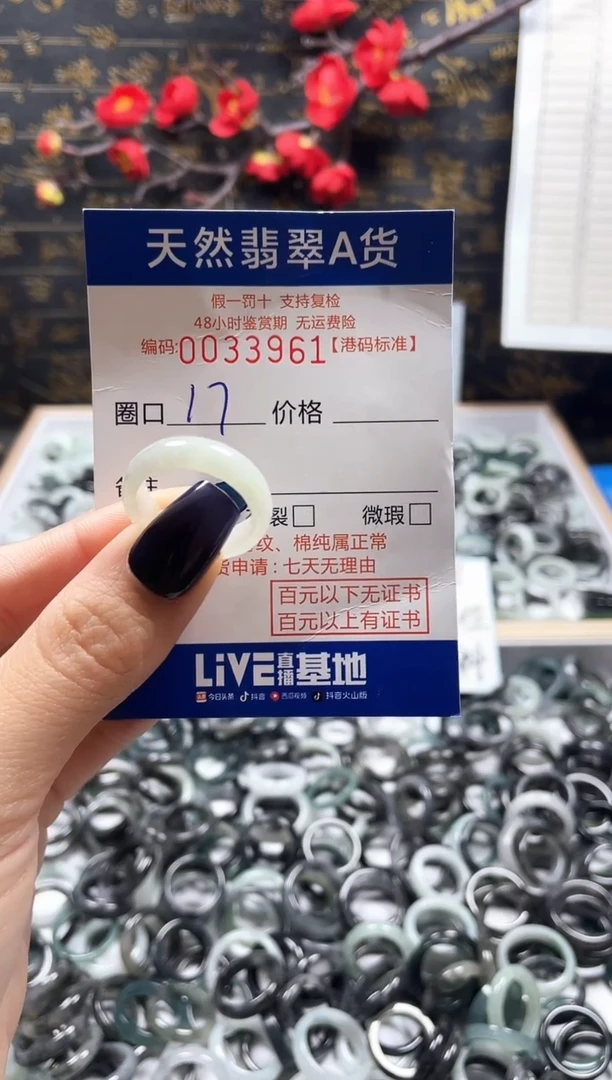 天然翡翠A货
假一罚十 支持复检
48小时鉴赏期 无运费险
编码:0033961【港码标准】
圈口 17 价格
裂□ 微瑕□
纹、棉纯属正常
货申请:七天无理由
百元以下无证书
百元以上有证书
LiVE直播基地
今日头条 抖音 西瓜视频 抖音火山版